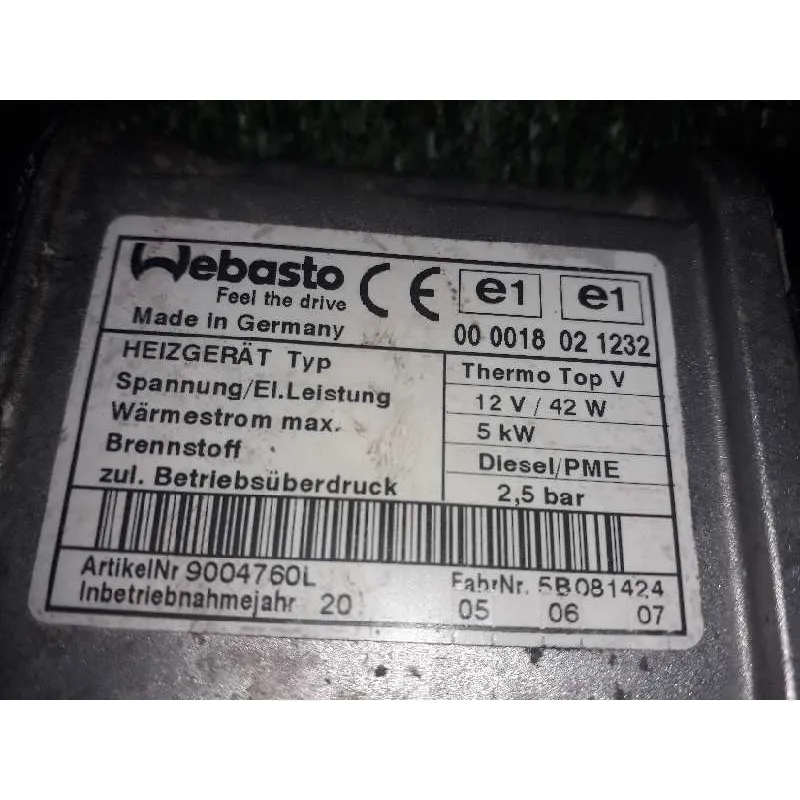 Webasto
Feel the drive
Made in Germany
CE e1 e1
00 0018 02 1232
HEIZGERÄT Typ Thermo Top V
Spannung/El.Leistung 12 V / 42 W
Wärmestrom max. 5 kW
Brennstoff Diesel/PME
zul. Betriebsüberdruck 2,5 bar
ArtikelNr 9004760L FabrNr. 5B081424
Inbetriebnahmejahr 20 05 06 07